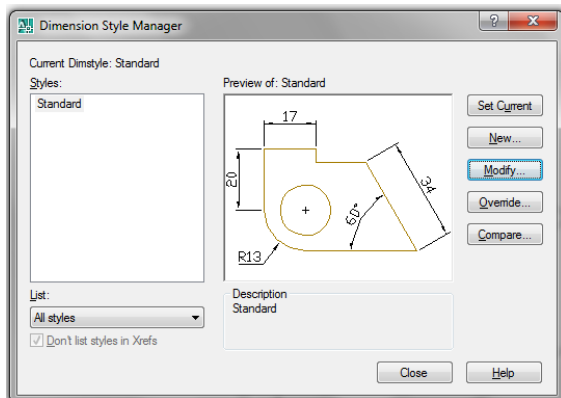 Dimension Style Manager
Current Dimstyle: Standard
Styles:
Standard
Preview of: Standard
17
20
34
60°
R13
Set Current
New...
Modify...
Override...
Compare...
List:
All styles
Don't list styles in Xrefs
Description
Standard
Close
Help